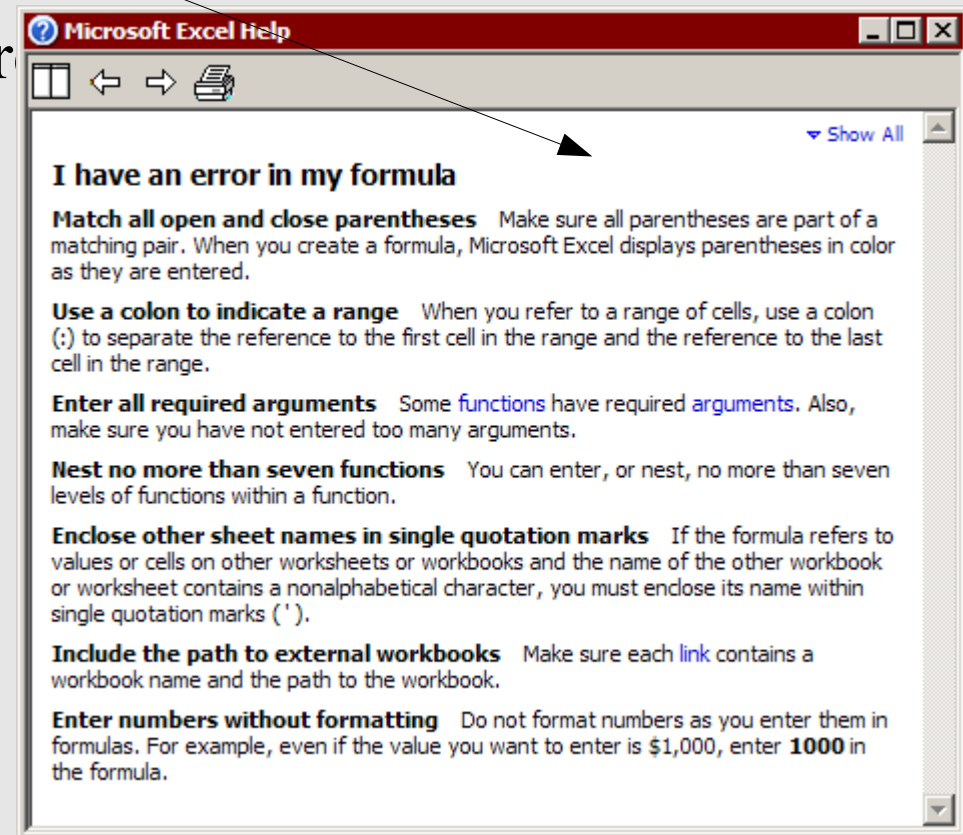 Microsoft Excel Help
Show All
I have an error in my formula
Match all open and close parentheses Make sure all parentheses are part of a
matching pair. When you create a formula, Microsoft Excel displays parentheses in color
as they are entered.
Use a colon to indicate a range When you refer to a range of cells, use a colon
(:) to separate the reference to the first cell in the range and the reference to the last
cell in the range.
Enter all required arguments Some functions have required arguments. Also,
make sure you have not entered too many arguments.
Nest no more than seven functions You can enter, or nest, no more than seven
levels of functions within a function.
Enclose other sheet names in single quotation marks If the formula refers to
values or cells on other worksheets or workbooks and the name of the other workbook
or worksheet contains a nonalphabetical character, you must enclose its name within
single quotation marks ( ' ).
Include the path to external workbooks Make sure each link contains a
workbook name and the path to the workbook.
Enter numbers without formatting Do not format numbers as you enter them in
formulas. For example, even if the value you want to enter is $1,000, enter 1000 in
the formula.